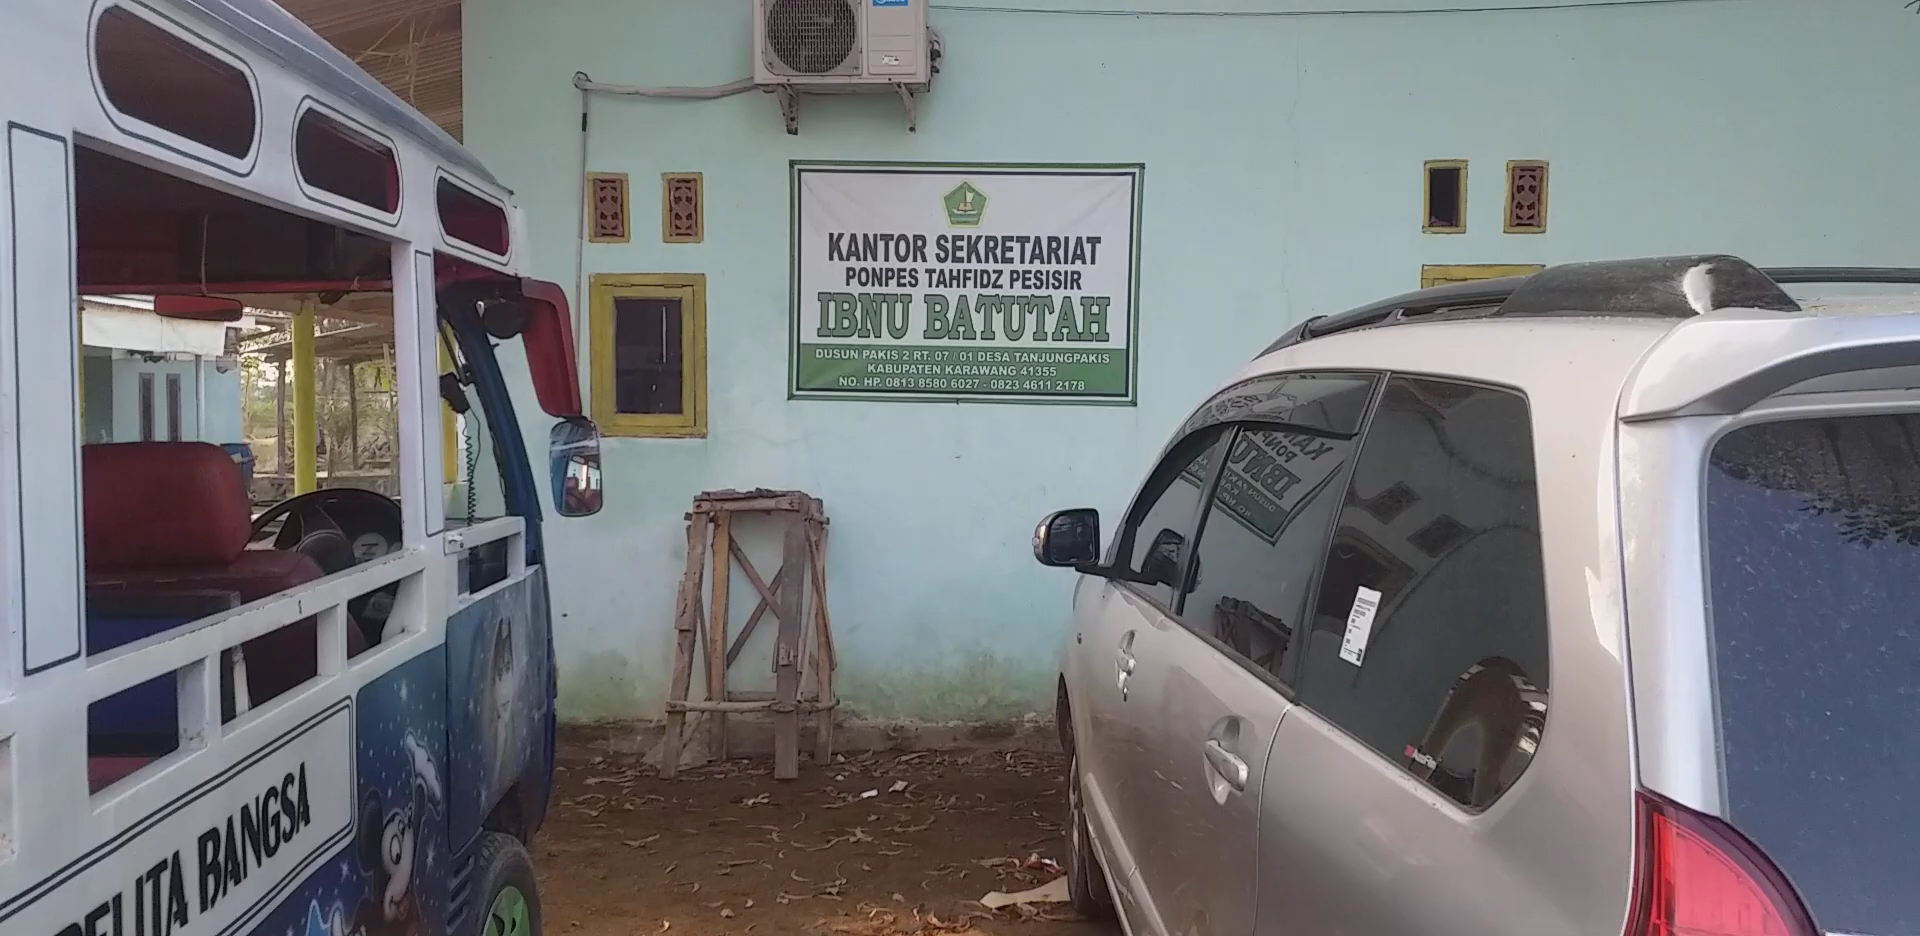 KANTOR SEKRETARIAT
PONPES TAHFIDZ PESISIR
IBNU BATUTAH
DUSUN PAKIS 2 RT. 07 / 01 DESA TANJUNGPAKIS
KABUPATEN KARAWANG 41355
NO. HP. 0813 8580 6027 - 0823 4611 2178
PELITA BANGSA